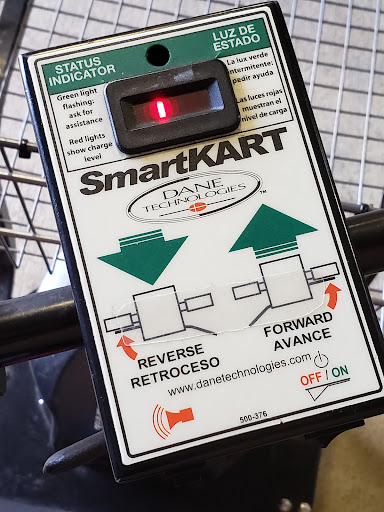 STATUS
INDICATOR
Green light
flashing:
ask for
assistance
Red lights
show charge
level
LUZ DE
ESTADO
La luz verde
intermitente:
pedir ayuda
Las luces rojas
muestran el
nivel de carga
SmartKART
DANE
TECHNOLOGIES™
REVERSE
RETROCESO
FORWARD
AVANCE
www.danetechnologies.com
OFF / ON
500-376